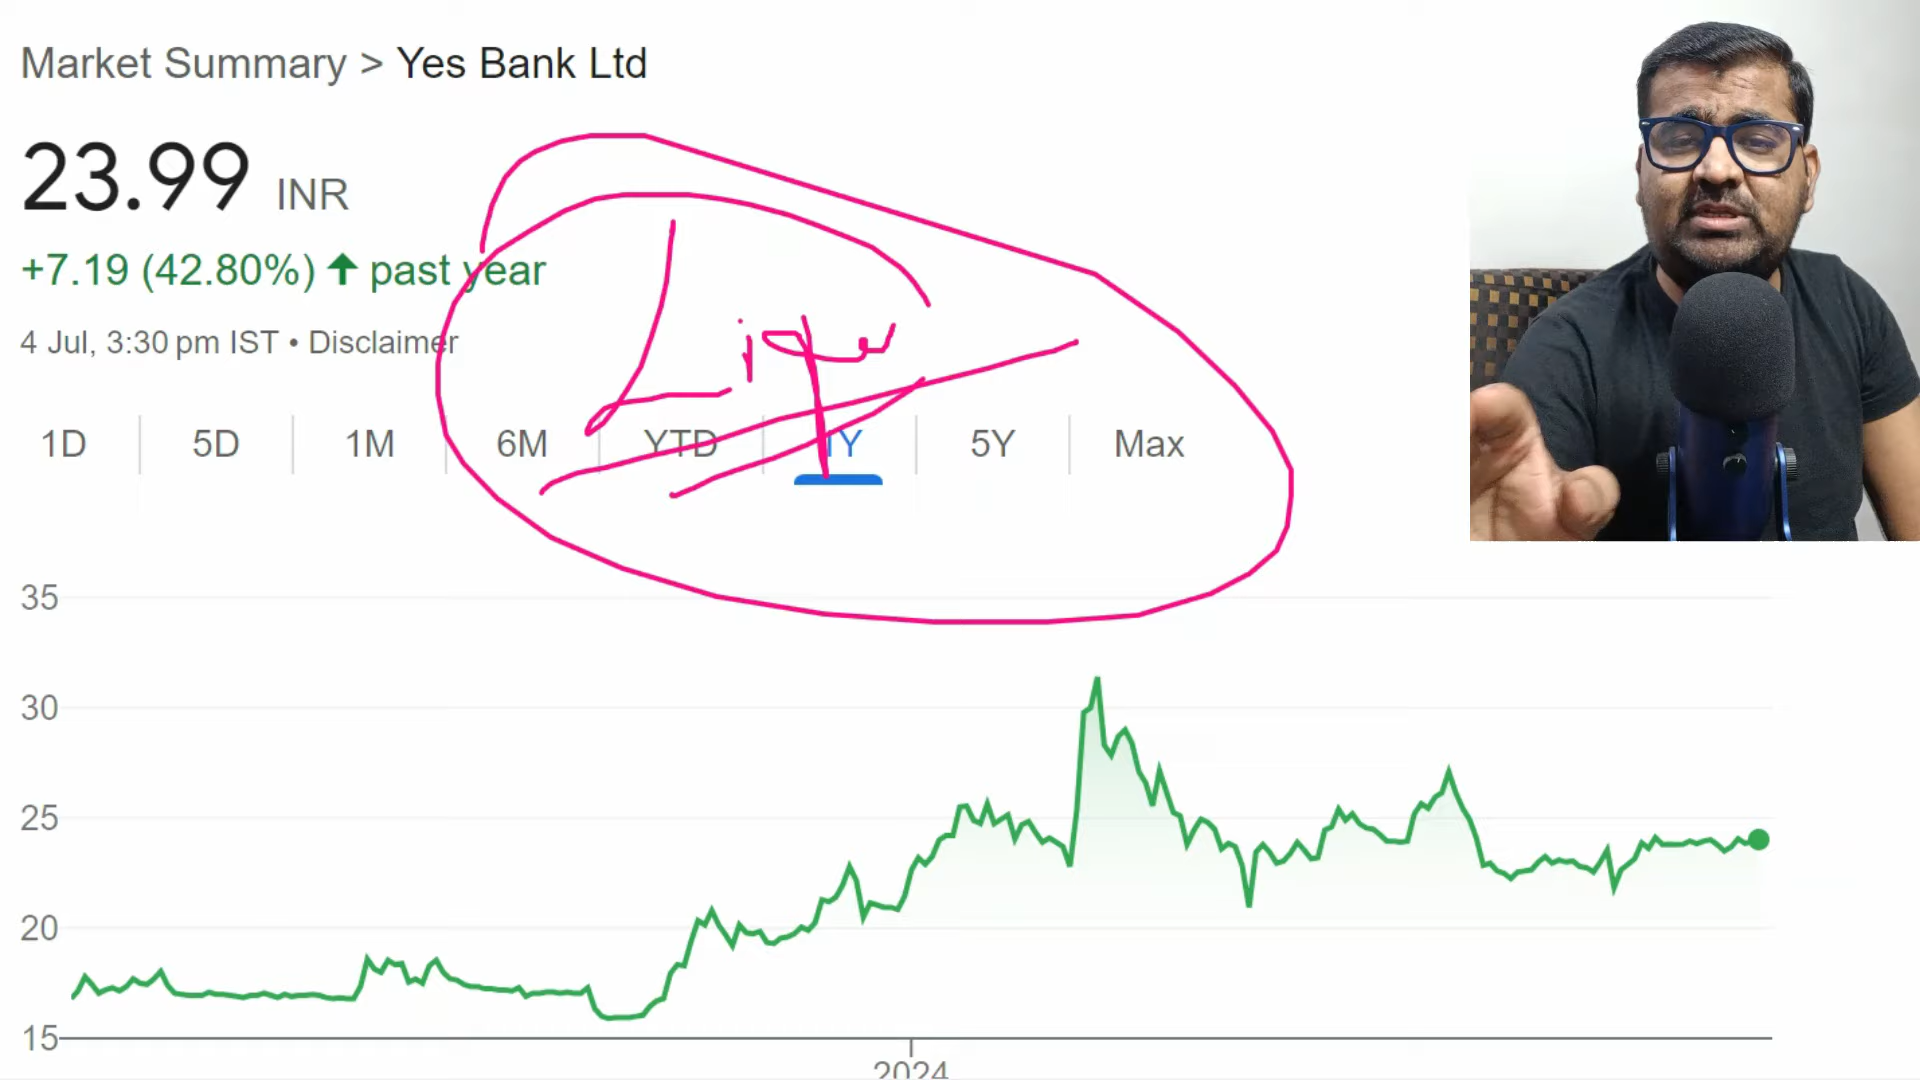 Market Summary > Yes Bank Ltd
23.99 INR
+7.19 (42.80%) ↑ past year
4 Jul, 3:30 pm IST • Disclaimer
Liqu
1D 5D 1M 6M YTD 1Y 5Y Max
35
30
25
20
15
2024